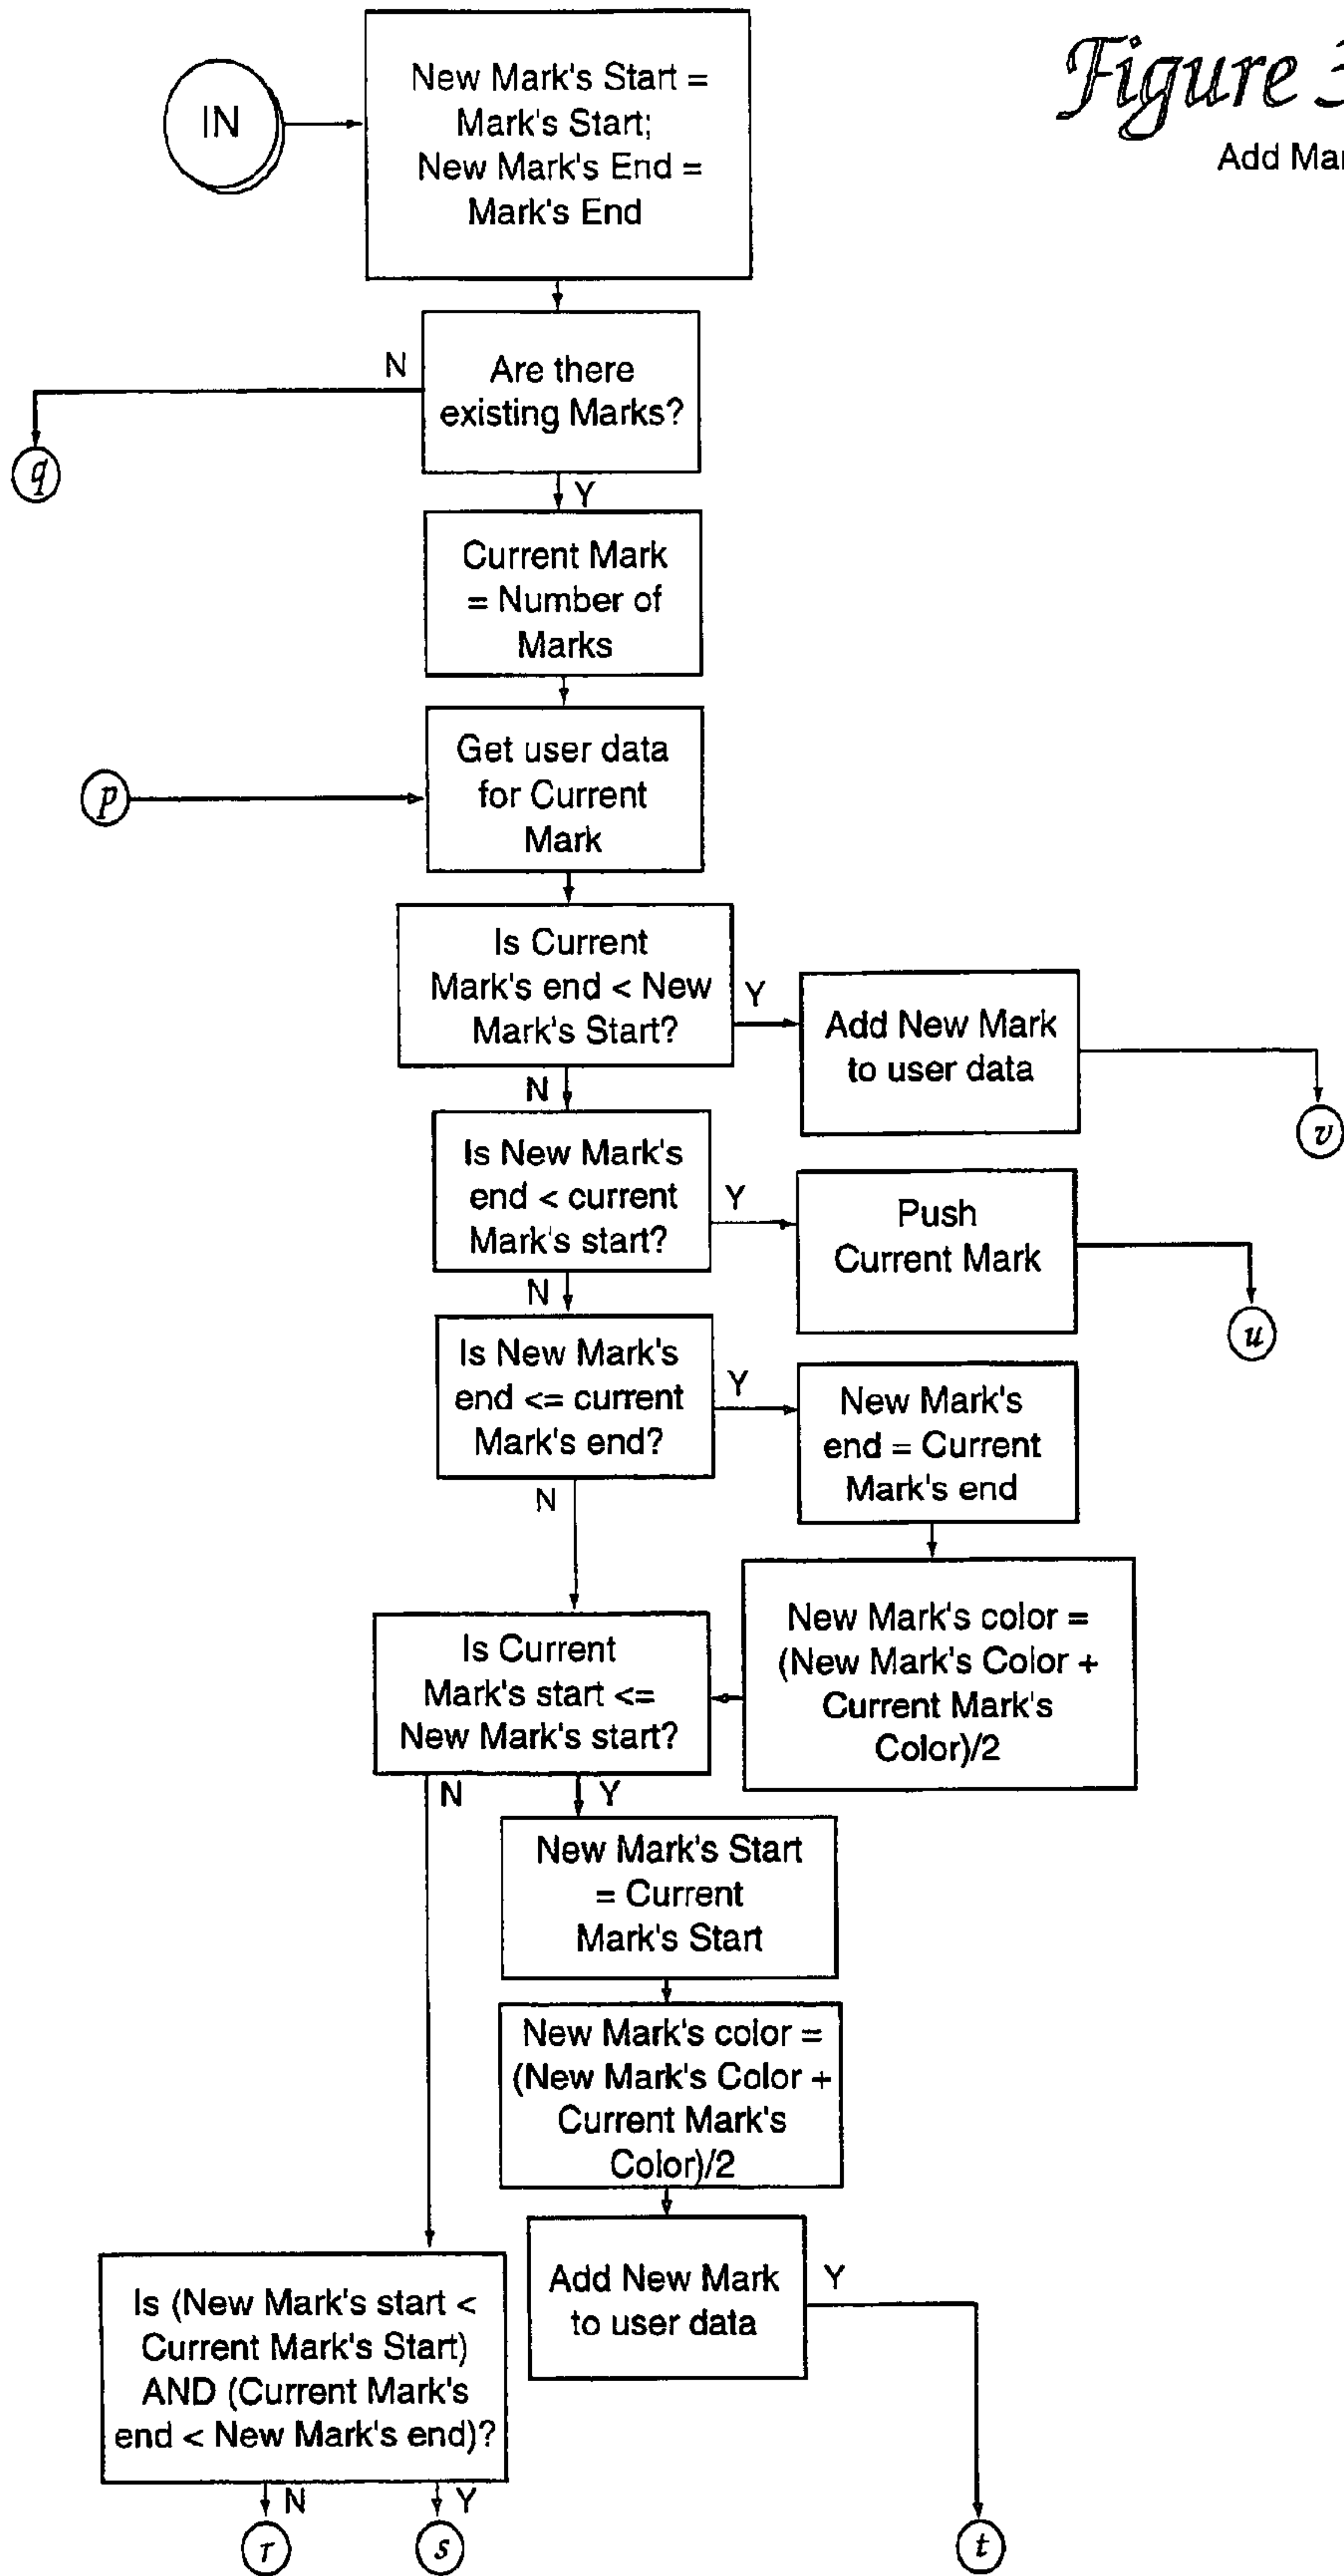 Figure 3
Add Mar
IN
New Mark's Start =
Mark's Start;
New Mark's End =
Mark's End
N
Are there
existing Marks?
q
Y
Current Mark
= Number of
Marks
p
Get user data
for Current
Mark
Is Current
Mark's end < New
Mark's Start?
Y
Add New Mark
to user data
v
N
Is New Mark's
end < current
Mark's start?
Y
Push
Current Mark
u
N
Is New Mark's
end <= current
Mark's end?
Y
New Mark's
end = Current
Mark's end
N
New Mark's color =
(New Mark's Color +
Current Mark's
Color)/2
Is Current
Mark's start <=
New Mark's start?
N
Y
New Mark's Start
= Current
Mark's Start
New Mark's color =
(New Mark's Color +
Current Mark's
Color)/2
Add New Mark
to user data
Y
t
Is (New Mark's start <
Current Mark's Start)
AND (Current Mark's
end < New Mark's end)?
N
Y
r
s